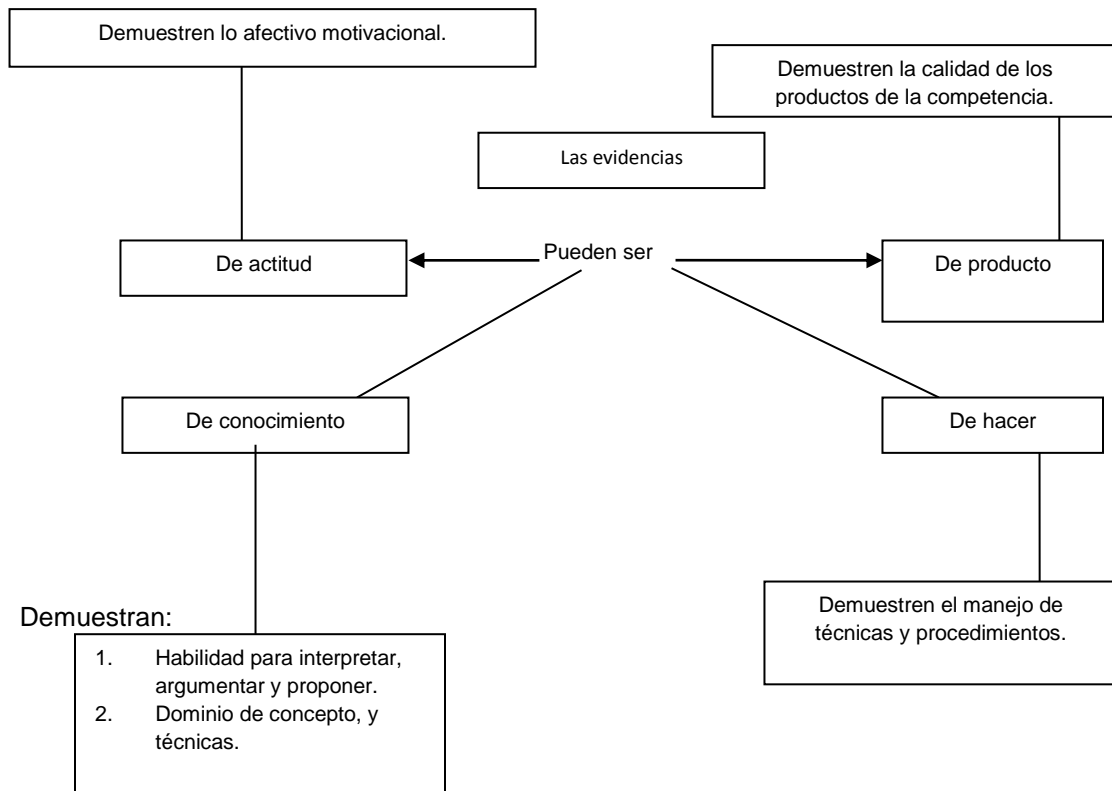 Demuestren lo afectivo motivacional.
Demuestren la calidad de los
productos de la competencia.
Las evidencias
De actitud
Pueden ser
De producto
De conocimiento
De hacer
Demuestran:
1. Habilidad para interpretar,
argumentar y proponer.
2. Dominio de concepto, y
técnicas.
Demuestren el manejo de
técnicas y procedimientos.